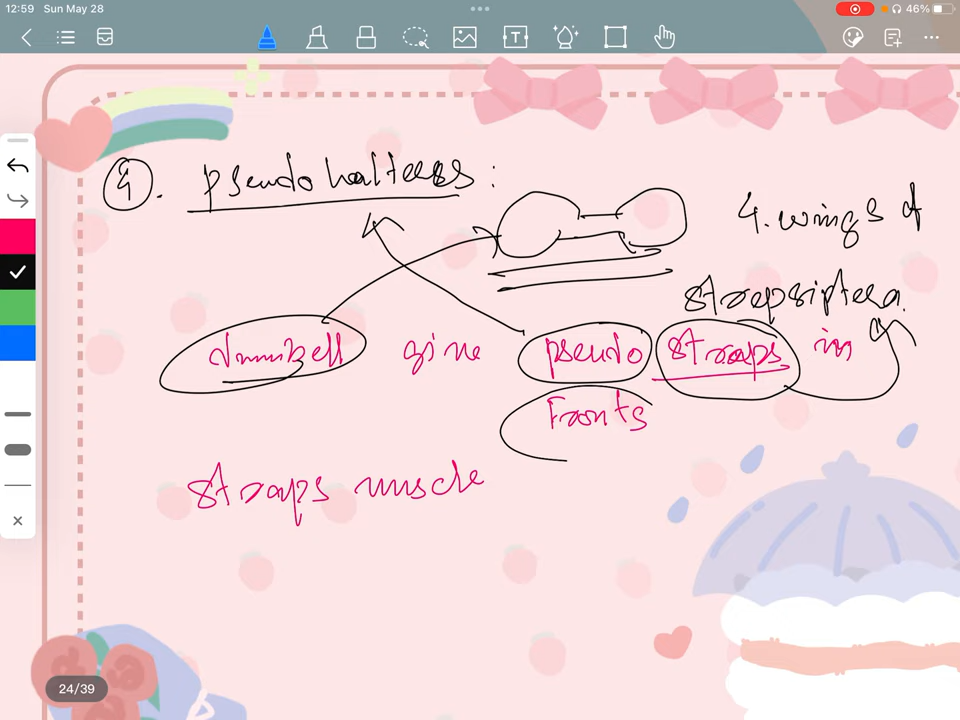 12:59 Sun May 28
46%
T
4. pseudo halteres:
4. wings of
strepsiptera.
dumbell give pseudo straps in
Fronts
straps muscle
24/39